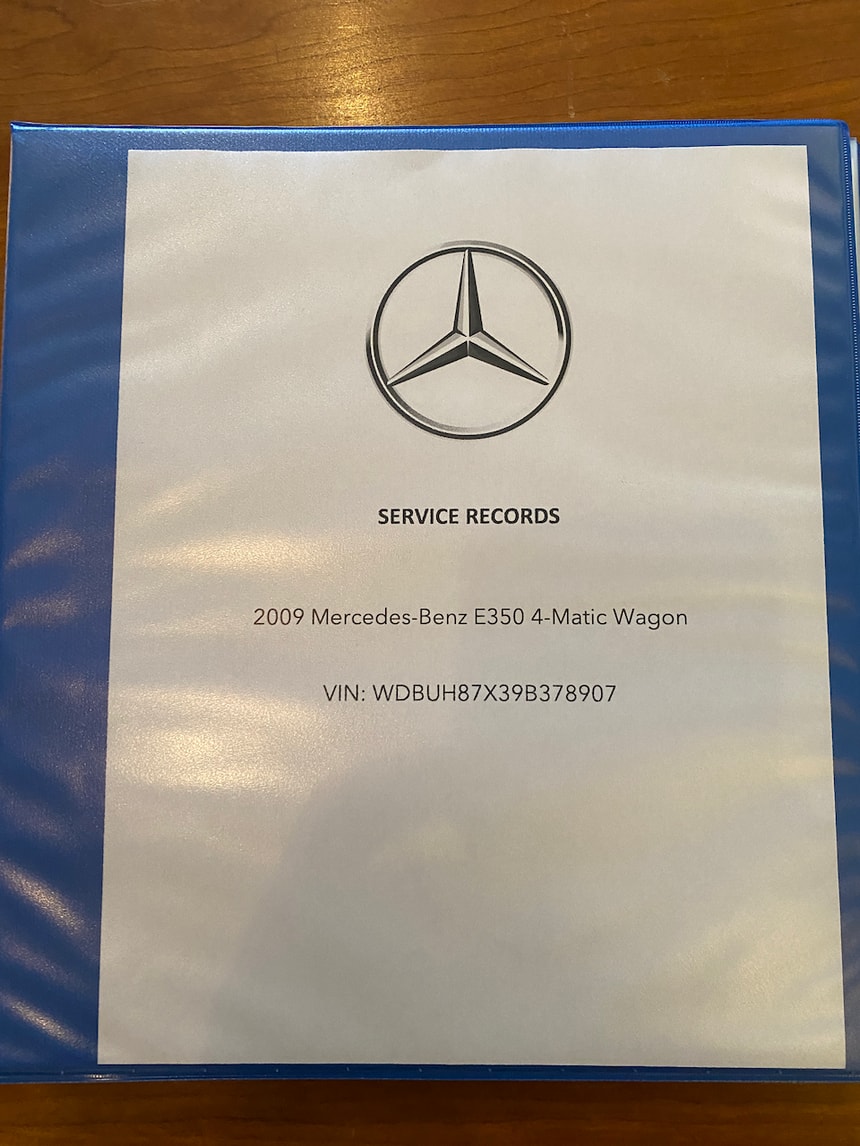 SERVICE RECORDS
2009 Mercedes-Benz E350 4-Matic Wagon
VIN: WDBUH87X39B378907